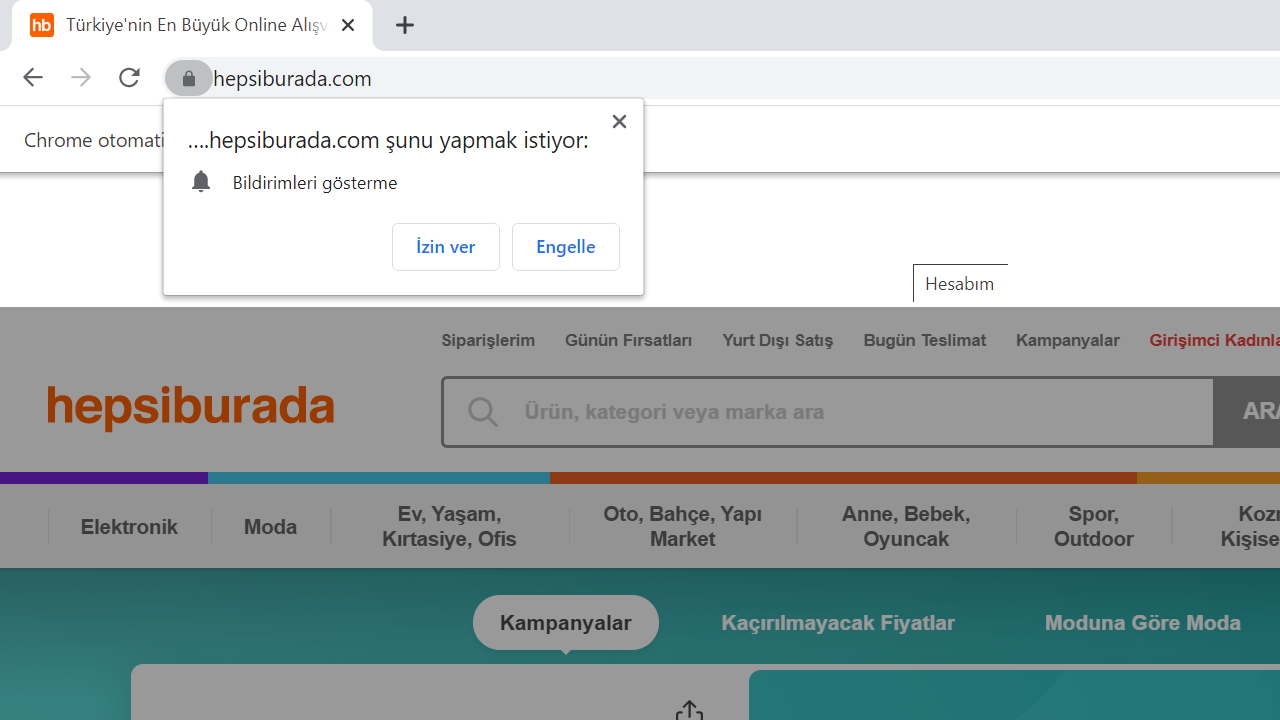 hb Türkiye'nin En Büyük Online Alışv
hepsiburada.com
Chrome otomati
....hepsiburada.com şunu yapmak istiyor:
Bildirimleri gösterme
İzin ver Engelle
Hesabım
Siparişlerim Günün Fırsatları Yurt Dışı Satış Bugün Teslimat Kampanyalar Girişimci Kadınla
hepsiburada
Ürün, kategori veya marka ara
ARA
Elektronik
Moda
Ev, Yaşam,
Kırtasiye, Ofis
Oto, Bahçe, Yapı
Market
Anne, Bebek,
Oyuncak
Spor,
Outdoor
Kozm
Kişise
Kampanyalar Kaçırılmayacak Fiyatlar Moduna Göre Moda